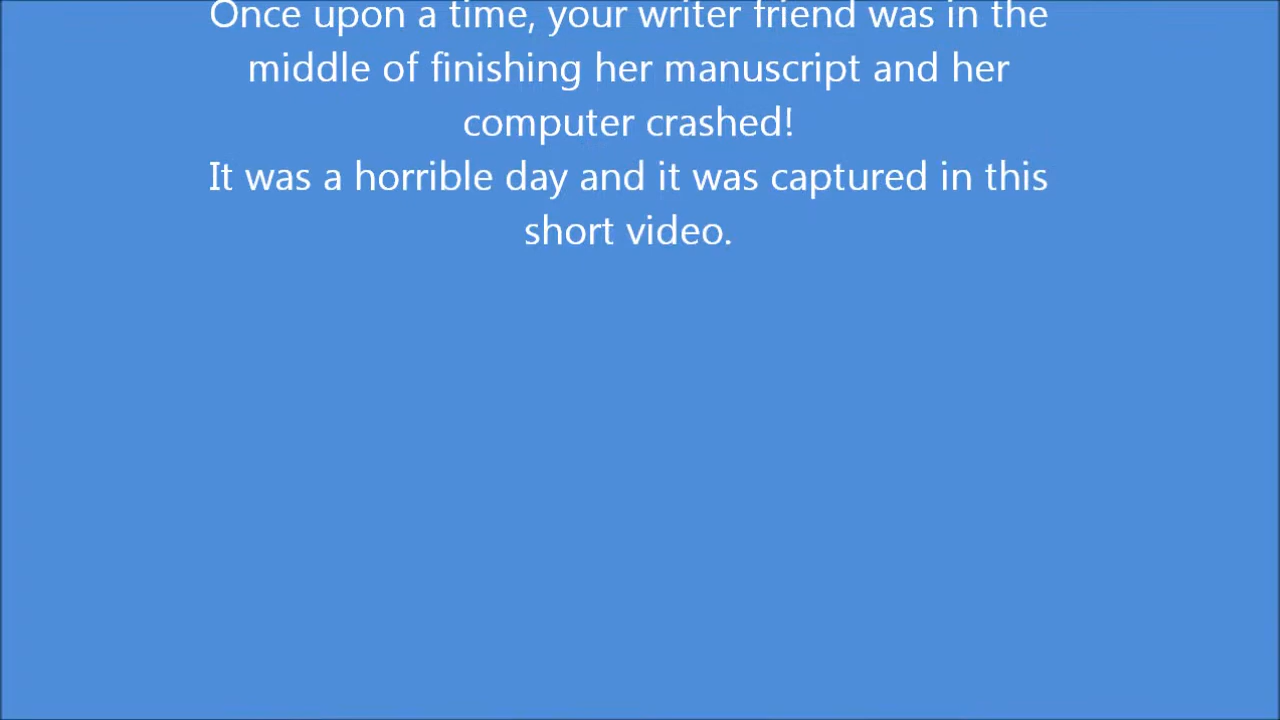 Once upon a time, your writer friend was in the
middle of finishing her manuscript and her
computer crashed!
It was a horrible day and it was captured in this
short video.